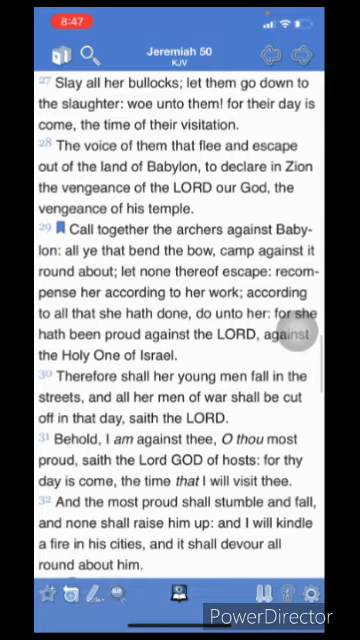 8:47
Jeremiah 50
KJV
27 Slay all her bullocks; let them go down to
the slaughter: woe unto them! for their day is
come, the time of their visitation.
28 The voice of them that flee and escape
out of the land of Babylon, to declare in Zion
the vengeance of the LORD our God, the
vengeance of his temple.
29 Call together the archers against Baby-
lon: all ye that bend the bow, camp against it
round about; let none thereof escape: recom-
pense her according to her work; according
to all that she hath done, do unto her: for she
hath been proud against the LORD, against
the Holy One of Israel.
30 Therefore shall her young men fall in the
streets, and all her men of war shall be cut
off in that day, saith the LORD.
31 Behold, I am against thee, O thou most
proud, saith the Lord GOD of hosts: for thy
day is come, the time that I will visit thee.
32 And the most proud shall stumble and fall,
and none shall raise him up: and I will kindle
a fire in his cities, and it shall devour all
round about him.
PowerDirector